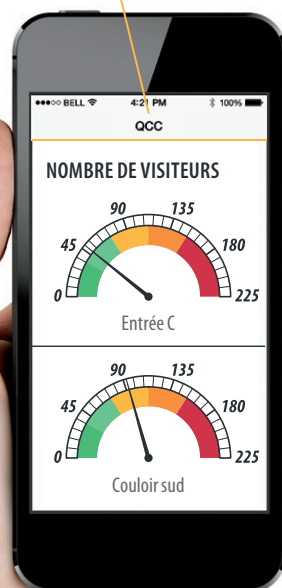 BELL 4:21 PM 100%
QCC
NOMBRE DE VISITEURS
90 135
45 180
0 225
Entrée C
90 135
45 180
0 225
Couloir sud